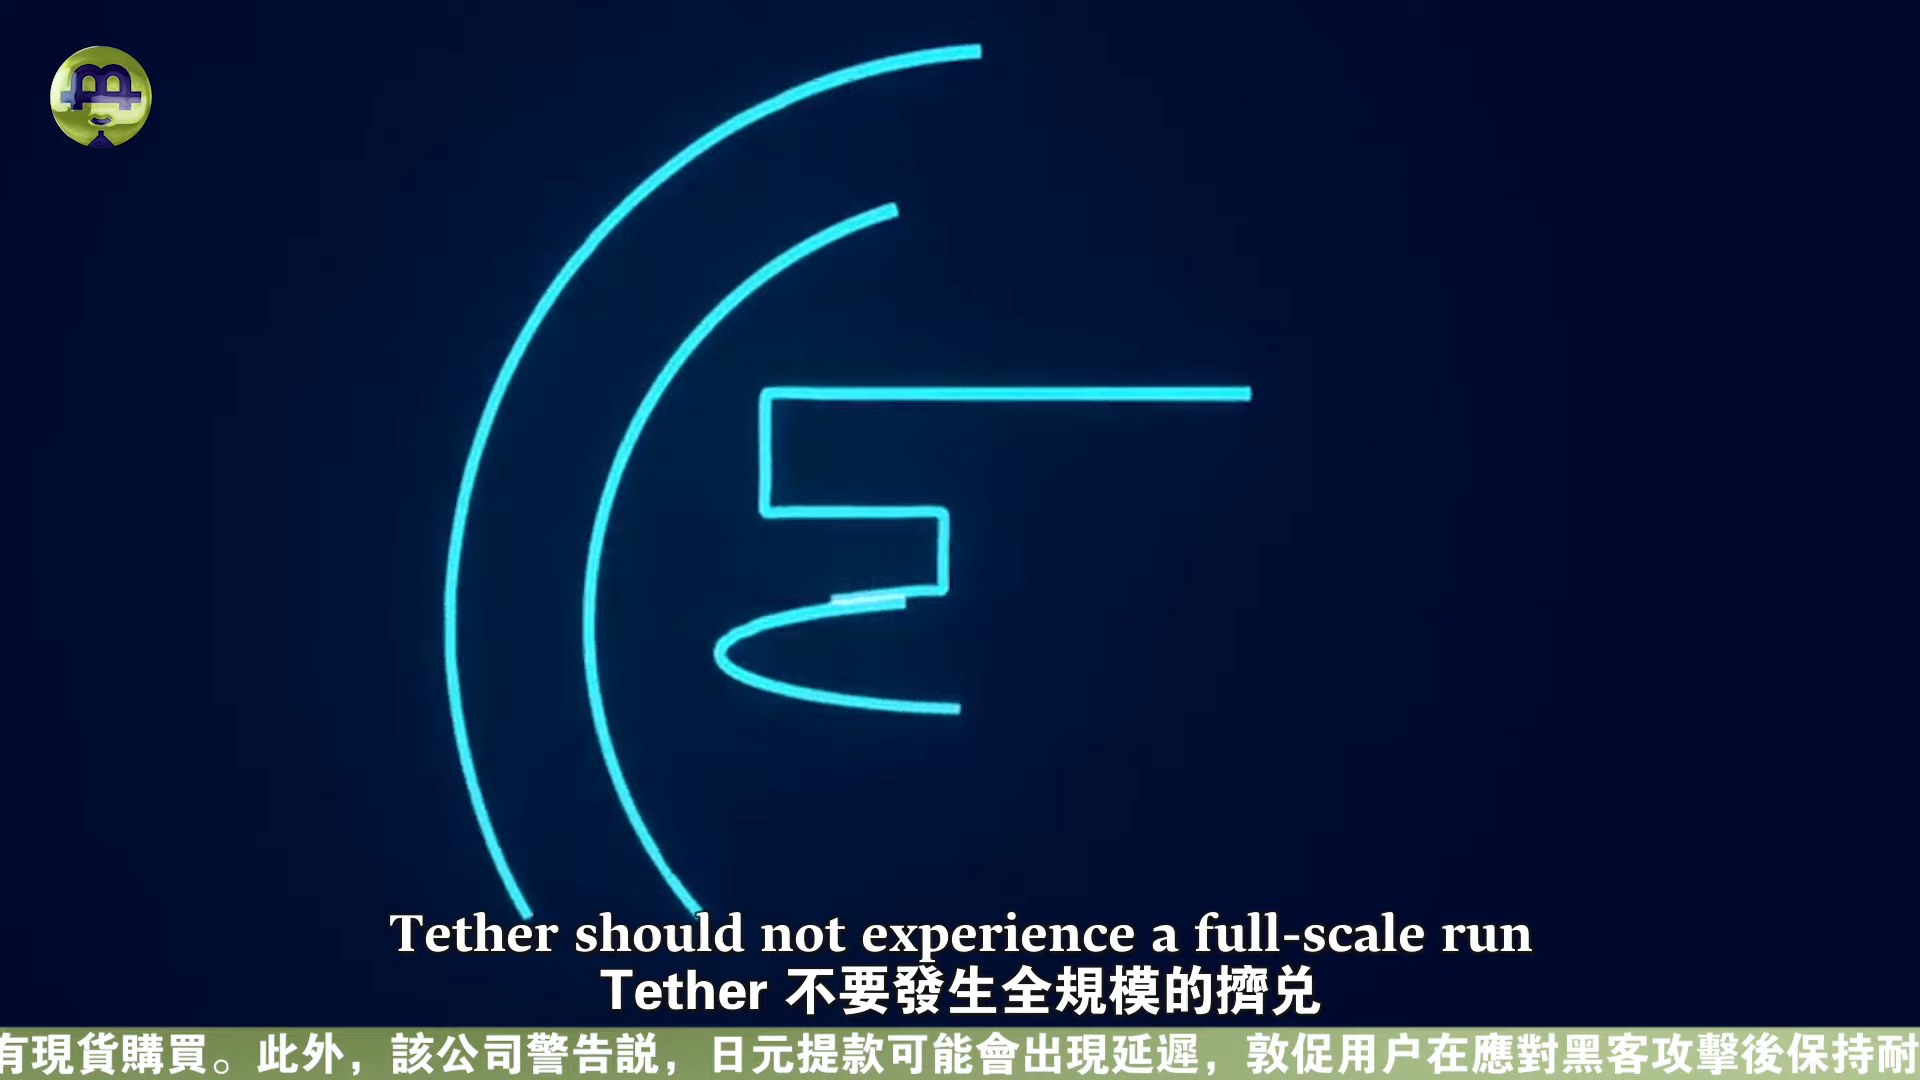 Tether should not experience a full-scale run
Tether 不要發生全規模的擠兑
有現貨購買。此外，該公司警告説，日元提款可能會出現延遲，敦促用户在應對黑客攻擊後保持耐